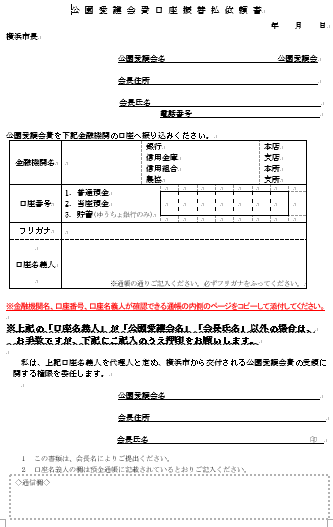 公園愛護会費口座振替払依頼書
年　月　日
横浜市長
公園愛護会名　公園愛護会
会長住所
会長氏名
電話番号
公園愛護会費を下記金融機関の口座へ振り込みください。
金融機関名　銀行　本店
信用金庫　支店
信用組合　本所
農協　支所
口座番号　1．普通預金
2．当座預金
3．貯蓄(ゆうちょ銀行のみ)
フリガナ
口座名義人
※通帳の通りご記入ください。必ずフリガナをふってください。
※金融機関名、口座番号、口座名義人が確認できる通帳の内側のページをコピーして添付してください。
※上記の「口座名義人」が「公園愛護会名」「会長氏名」以外の場合は、
お手数ですが、下記にご記入のうえ押印をお願いします。
私は、上記口座名義人を代理人と定め、横浜市から交付される公園愛護会費の受領に
関する権限を委任します。
公園愛護会名
会長住所
会長氏名　印
1　この書類は、会長名によりご提出ください。
2　口座名義人の欄は預金通帳に記載されているとおりご記入ください。
◇通信欄◇